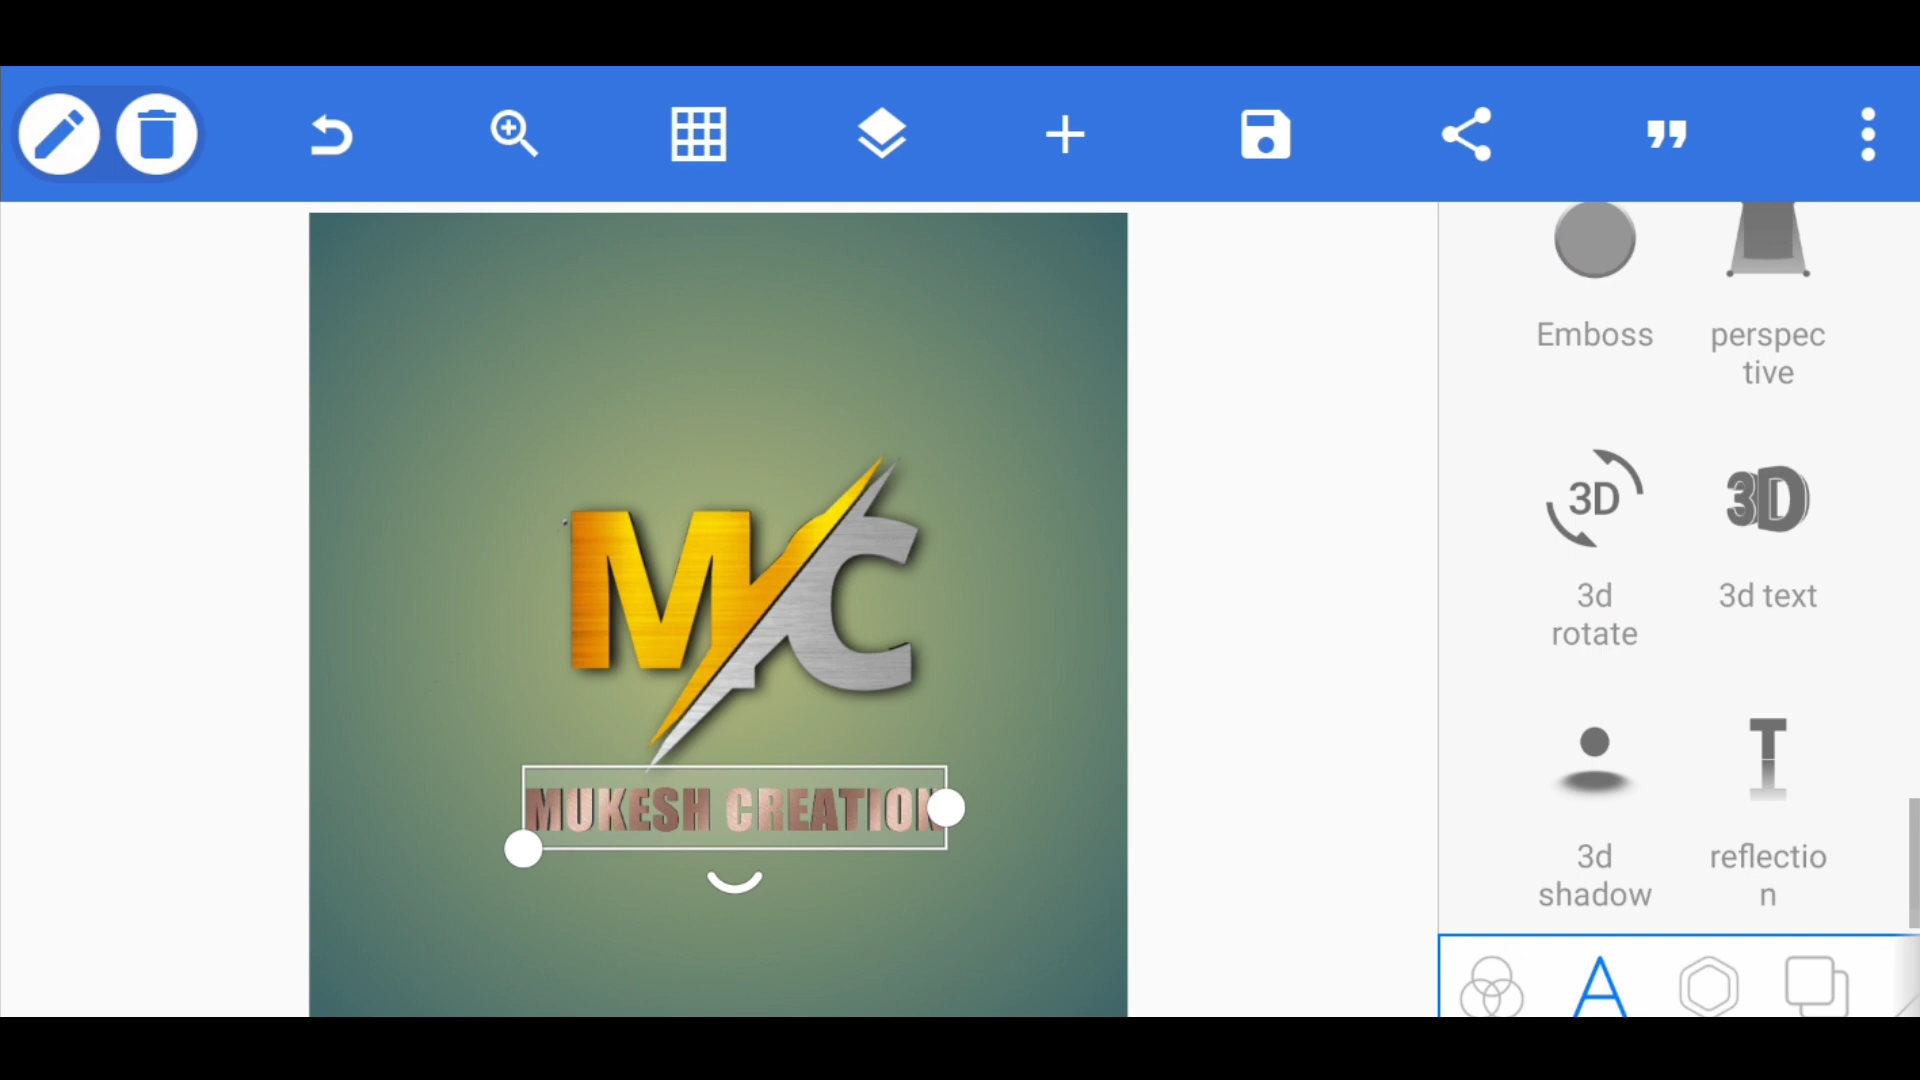 Emboss
perspec
tive
3D
3D
3d
rotate
3d text
MC
MUKESH CREATION
T
3d
shadow
reflectio
n
A